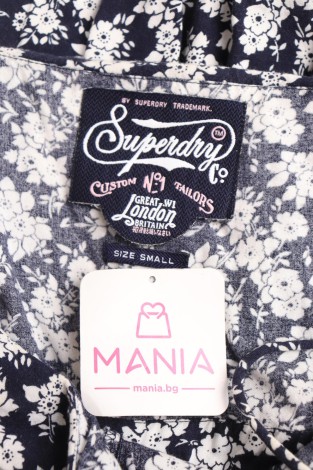 BY SUPERDRY TRADEMARK.
Superdry ™
Co
CUSTOM Nº1 TAILORS
GREAT W1
London
BRITAIN
SIZE SMALL
MANIA
mania.bg